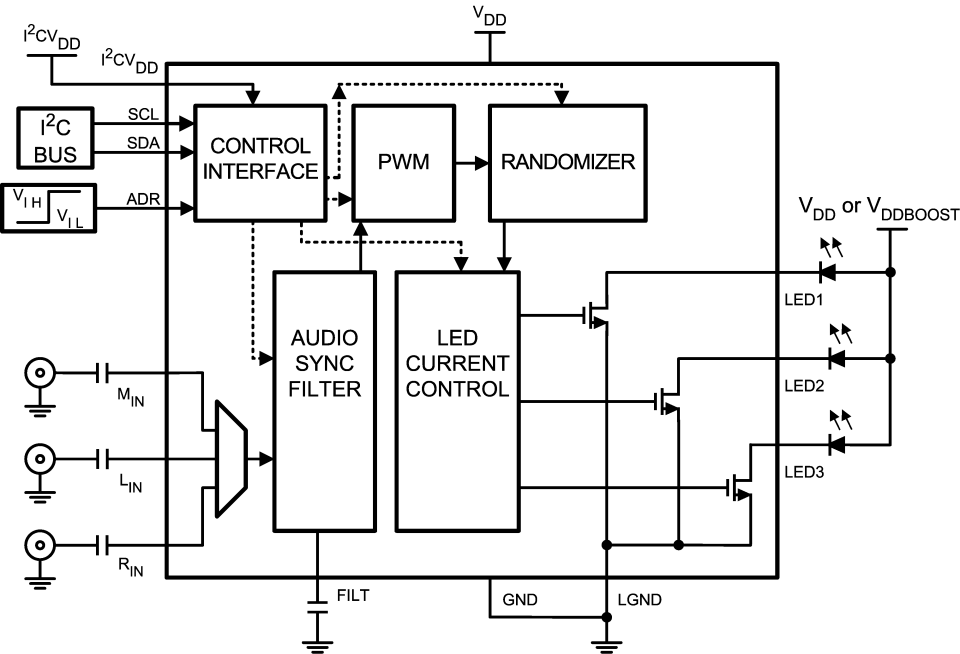 V_DD
I²CV_DD
I²CV_DD
I²C
BUS
SCL
SDA
CONTROL
INTERFACE
PWM
RANDOMIZER
V_IH
V_IL
ADR
V_DD or V_DDBOOST
LED1
AUDIO
SYNC
FILTER
LED
CURRENT
CONTROL
LED2
M_IN
LED3
L_IN
R_IN
FILT
GND
LGND